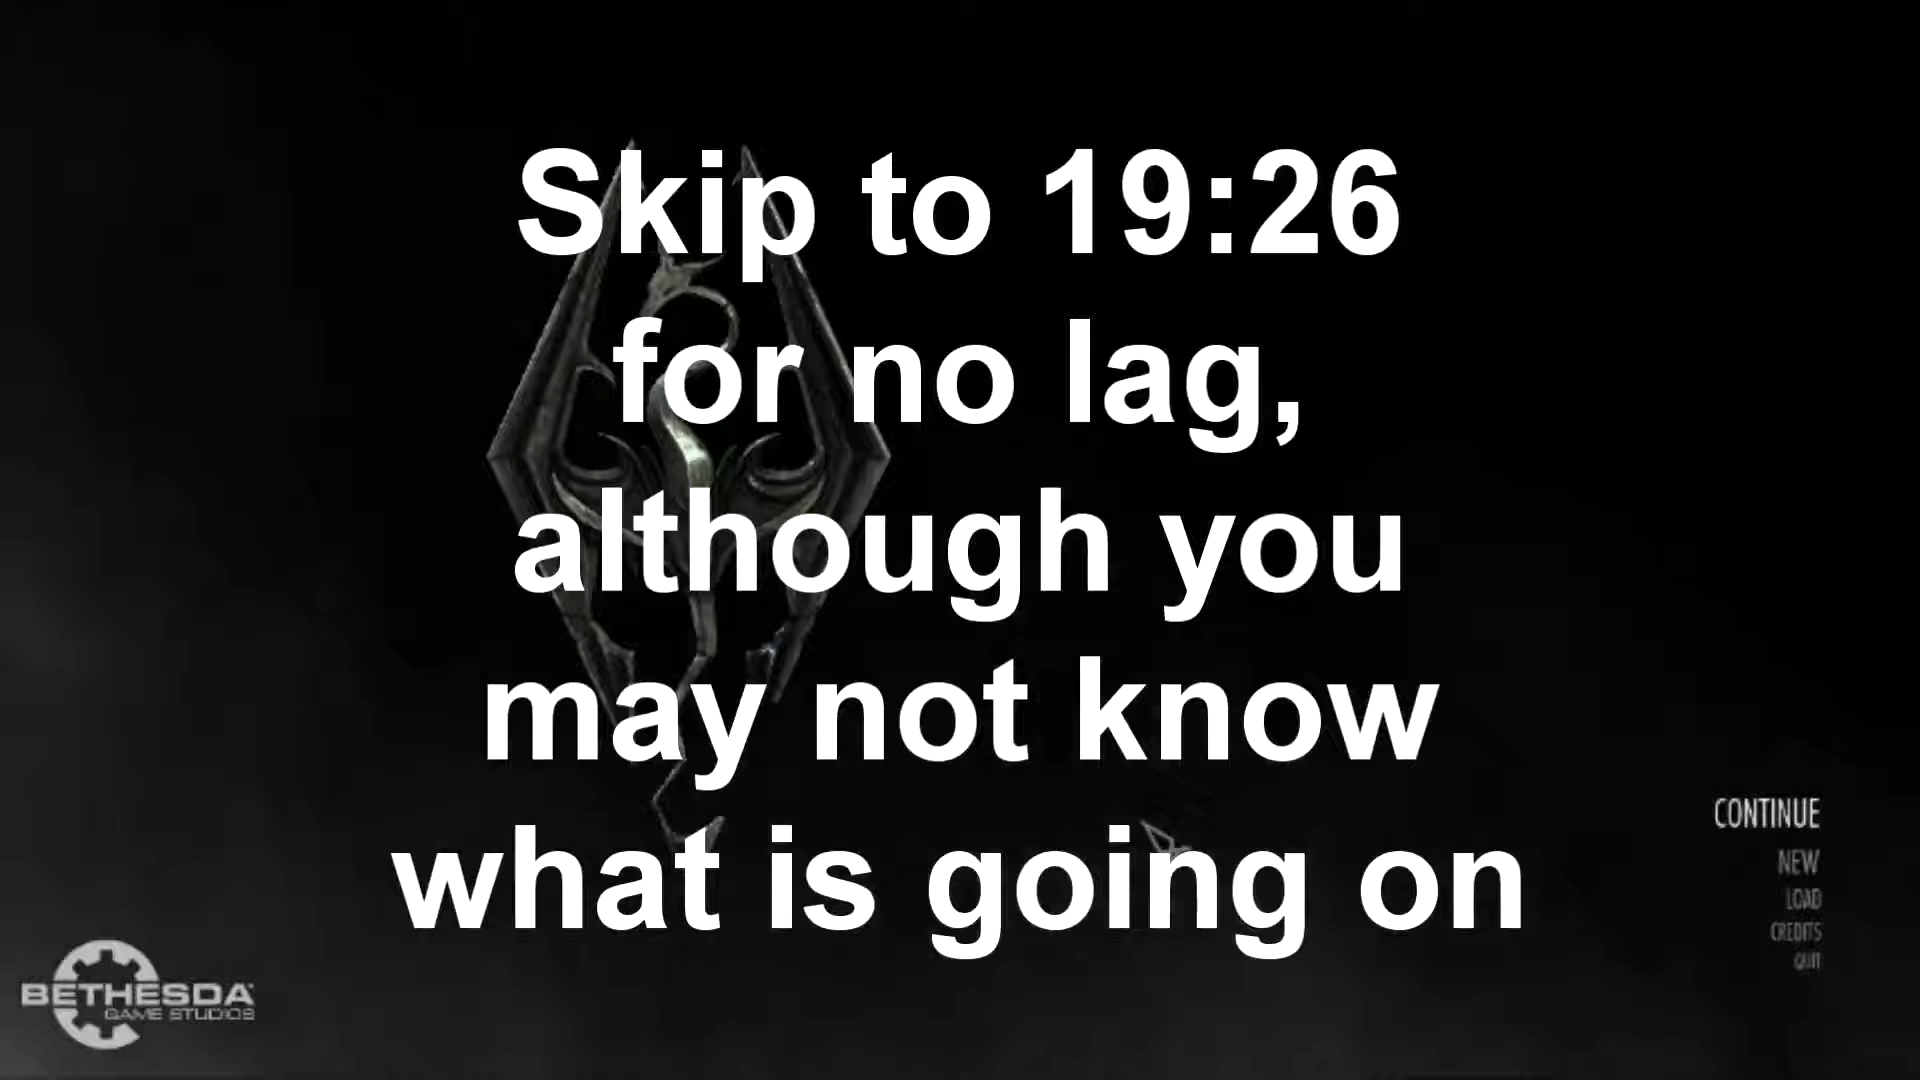 Skip to 19:26
for no lag,
although you
may not know
what is going on
CONTINUE
NEW
LOAD
CREDITS
QUIT
BETHESDA
GAME STUDIOS